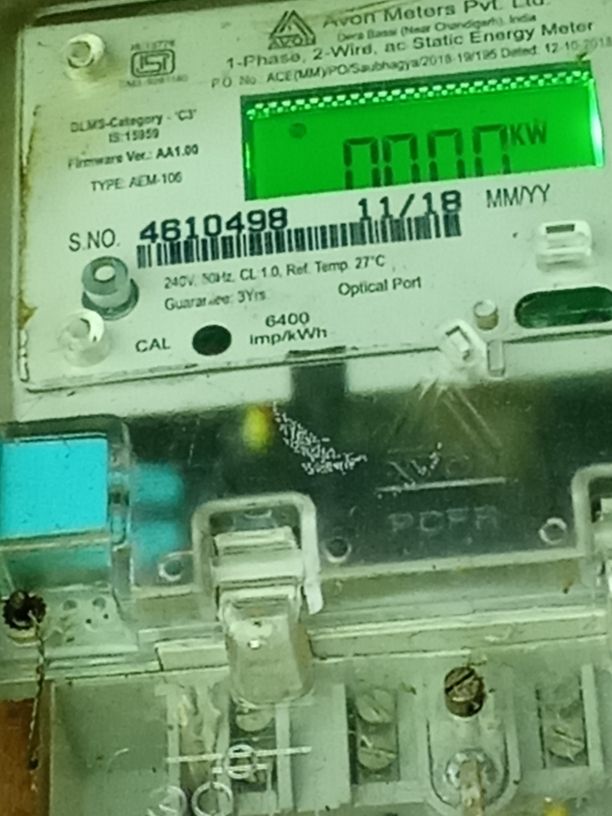 Avon Meters Pvt. Ltd.
Dera Bassi (Near Chandigarh), India
AVON
1-Phase, 2-Wire, ac Static Energy Meter
P.O. No.: ACE(MM)/PO/Saubhagya/2018-19/195 Dated: 12-10-2018
DLMS-Category - 'C3'
IS:15959
Firmware Ver.: AA1.00
TYPE: AEM-106
0000 KW
S.NO. 4610498 11/18 MM/YY
240V, 50Hz, CL 1.0, Ref. Temp. 27°C
Guarantee: 3Yrs.
Optical Port
CAL
6400
imp/kWh